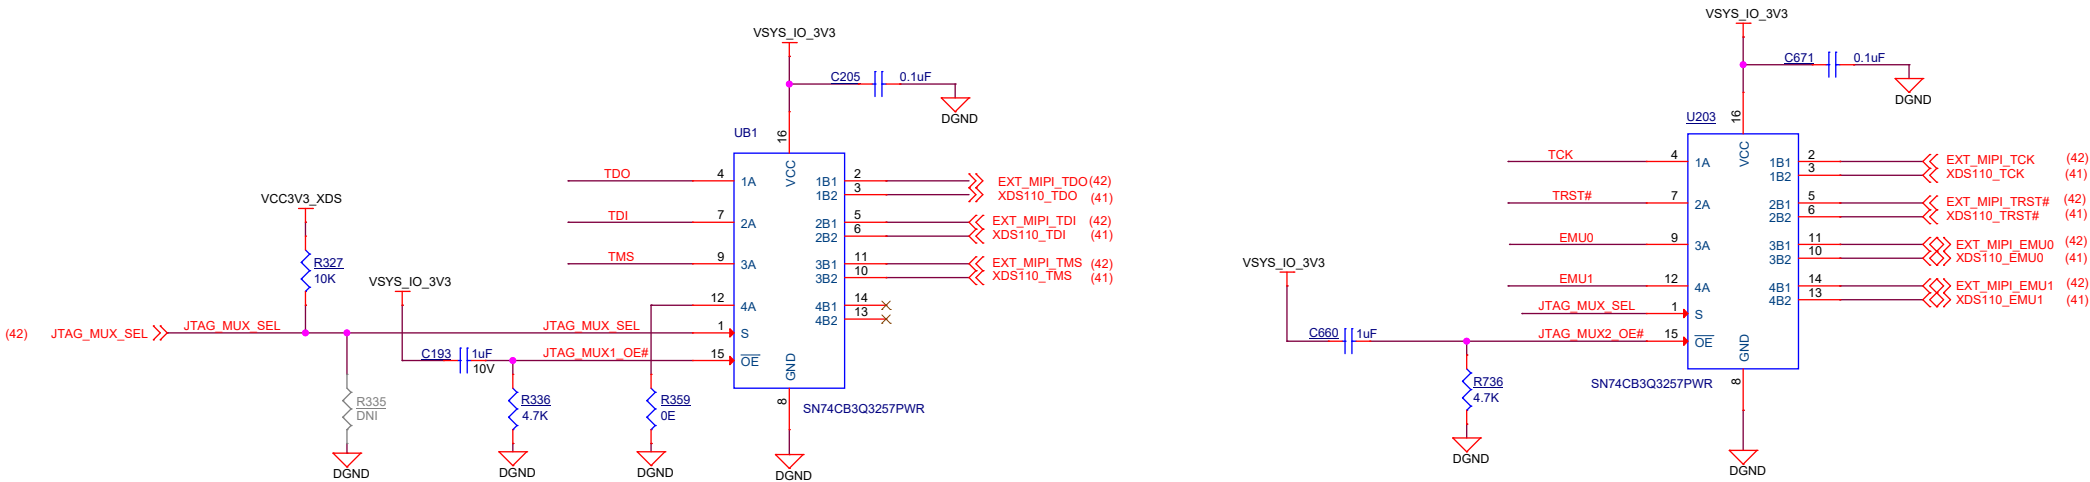 VSYS_IO_3V3
C205 0.1uF
DGND
UB1
16
VCC
TDO 4 1A 1B1 2 EXT_MIPI_TDO (42)
1B2 3 XDS110_TDO (41)
TDI 7 2A 2B1 5 EXT_MIPI_TDI (42)
2B2 6 XDS110_TDI (41)
TMS 9 3A 3B1 11 EXT_MIPI_TMS (42)
3B2 10 XDS110_TMS (41)
12 4A 4B1 14
4B2 13
VCC3V3_XDS
R327
10K
VSYS_IO_3V3
(42) JTAG_MUX_SEL JTAG_MUX_SEL JTAG_MUX_SEL 1 S
C193 1uF JTAG_MUX1_OE# 15 OE
10V
GND
8
R335
DNI
R336
4.7K
R359
0E
SN74CB3Q3257PWR
DGND
DGND
DGND
DGND
VSYS_IO_3V3
C671 0.1uF
DGND
U203
16
VCC
TCK 4 1A 1B1 2 EXT_MIPI_TCK (42)
1B2 3 XDS110_TCK (41)
TRST# 7 2A 2B1 5 EXT_MIPI_TRST# (42)
2B2 6 XDS110_TRST# (41)
EMU0 9 3A 3B1 11 EXT_MIPI_EMU0 (42)
3B2 10 XDS110_EMU0 (41)
EMU1 12 4A 4B1 14 EXT_MIPI_EMU1 (42)
4B2 13 XDS110_EMU1 (41)
VSYS_IO_3V3
JTAG_MUX_SEL 1 S
C660 1uF JTAG_MUX2_OE# 15 OE
GND
8
R736
4.7K
SN74CB3Q3257PWR
DGND
DGND